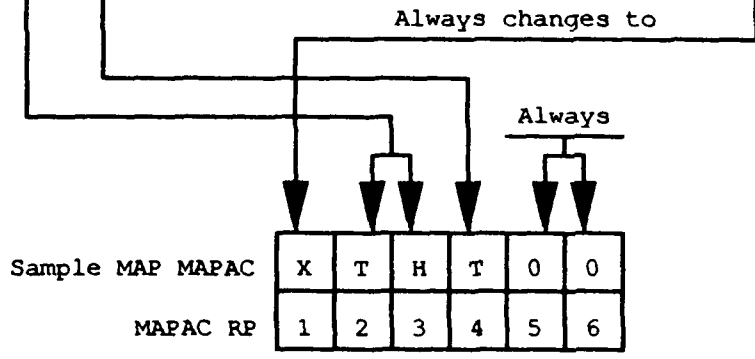 Always changes to
Always
Sample MAP MAPAC X T H T 0 0
MAPAC RP 1 2 3 4 5 6